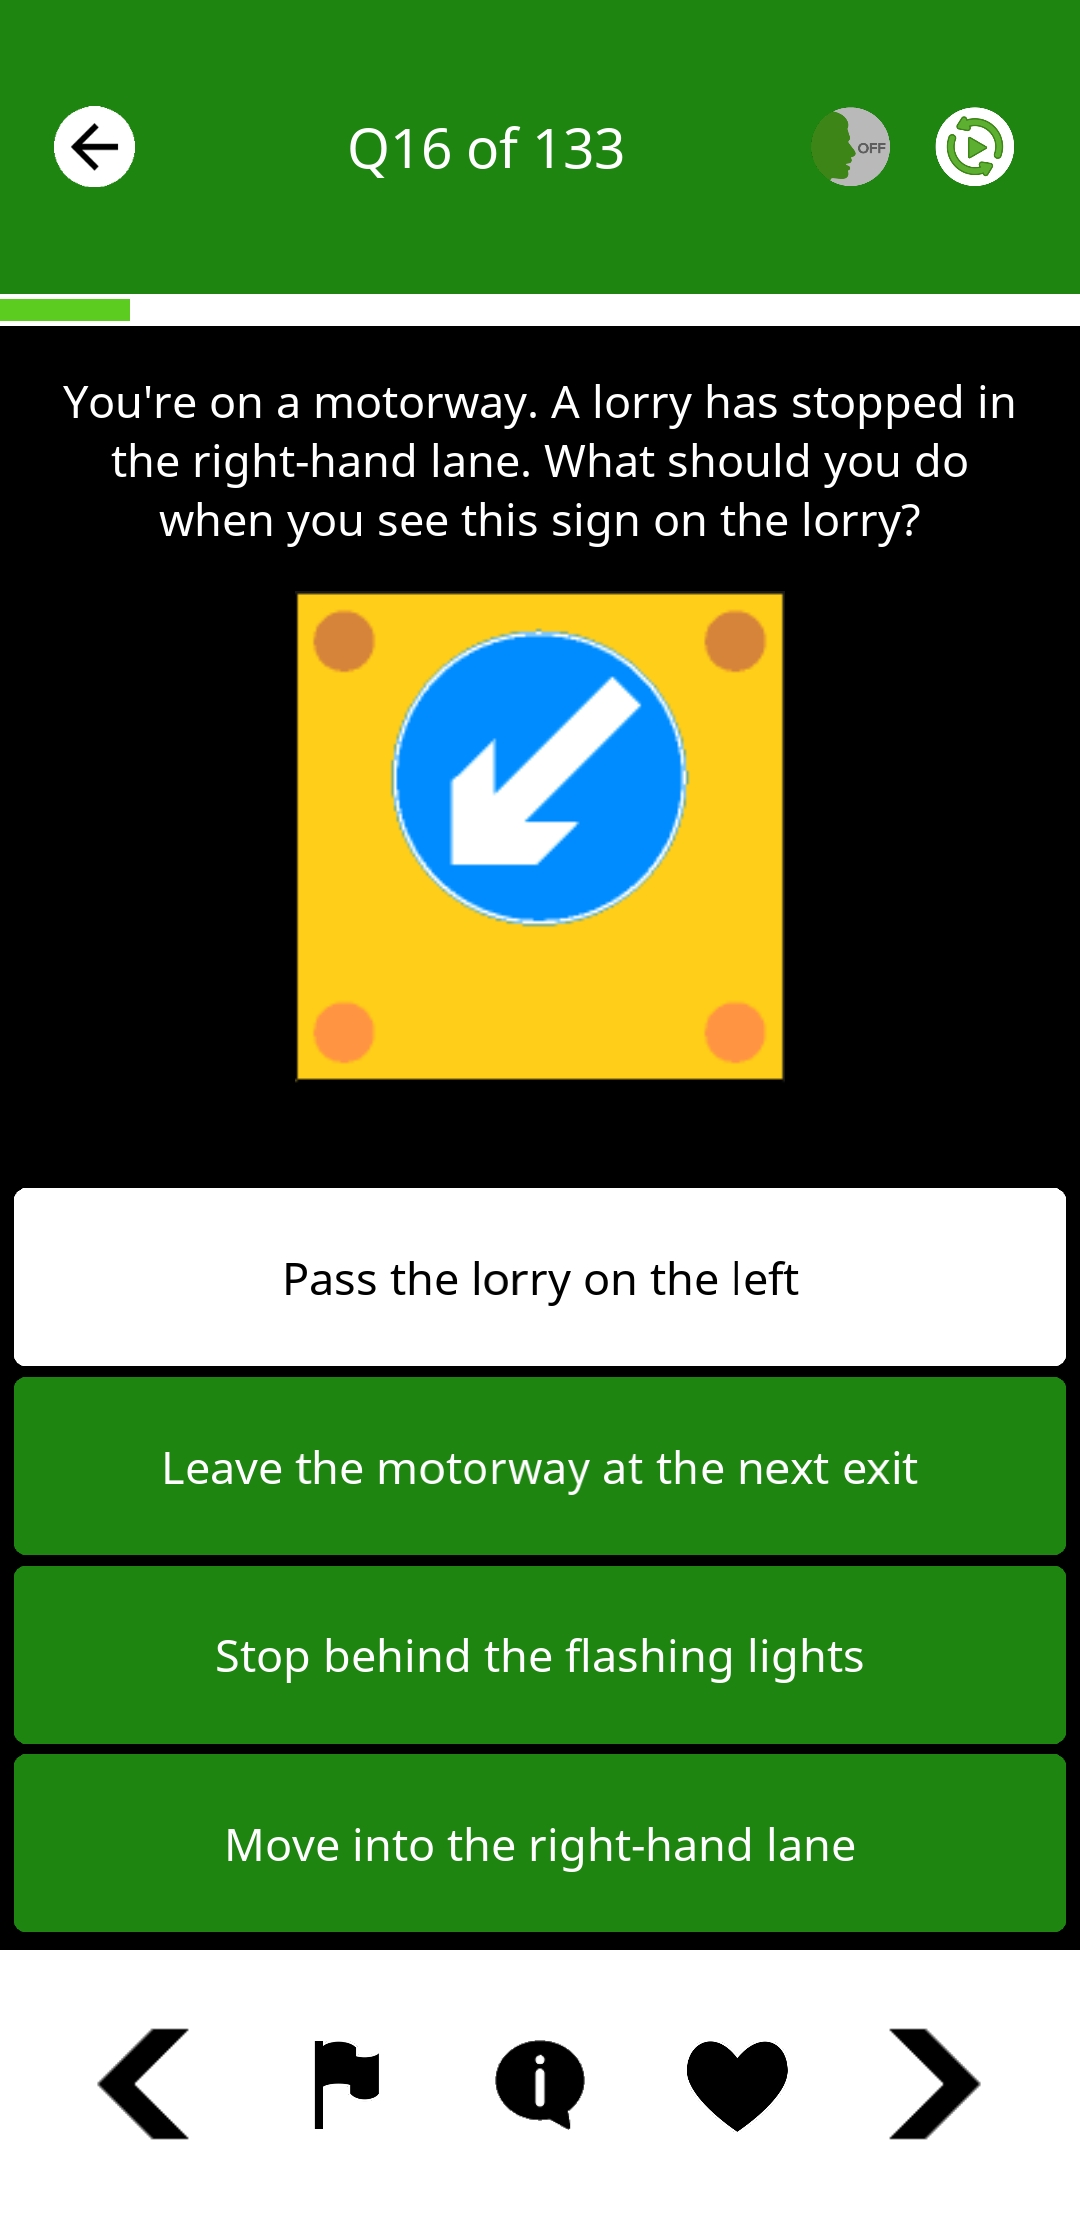 Q16 of 133
OFF
You're on a motorway. A lorry has stopped in
the right-hand lane. What should you do
when you see this sign on the lorry?
Pass the lorry on the left
Leave the motorway at the next exit
Stop behind the flashing lights
Move into the right-hand lane